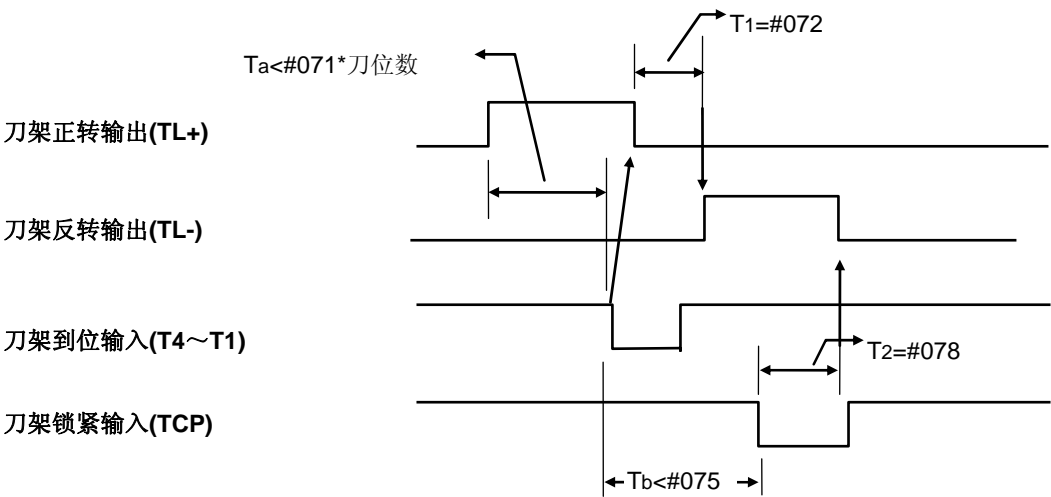 T1=#072
Ta<#071*刀位数
刀架正转输出(TL+)
刀架反转输出(TL-)
刀架到位输入(T4～T1)
T2=#078
刀架锁紧输入(TCP)
Tb<#075